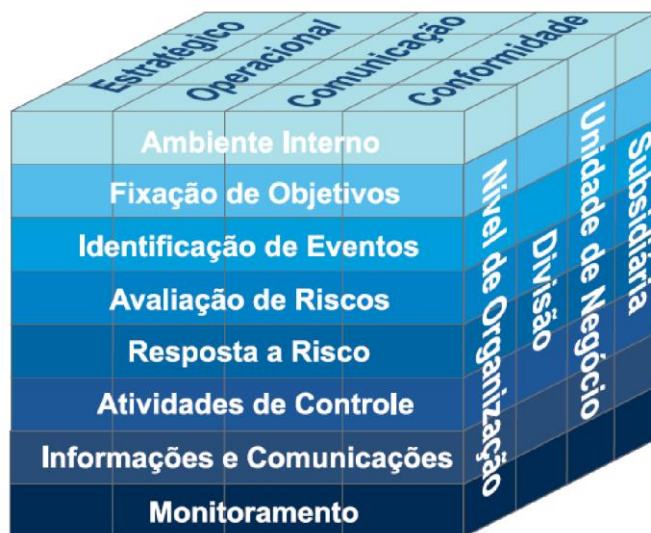 Estratégico
Operacional
Comunicação
Conformidade
Ambiente Interno
Fixação de Objetivos
Identificação de Eventos
Avaliação de Riscos
Resposta a Risco
Atividades de Controle
Informações e Comunicações
Monitoramento
Nível de Organização
Divisão
Unidade de Negócio
Subsidiária